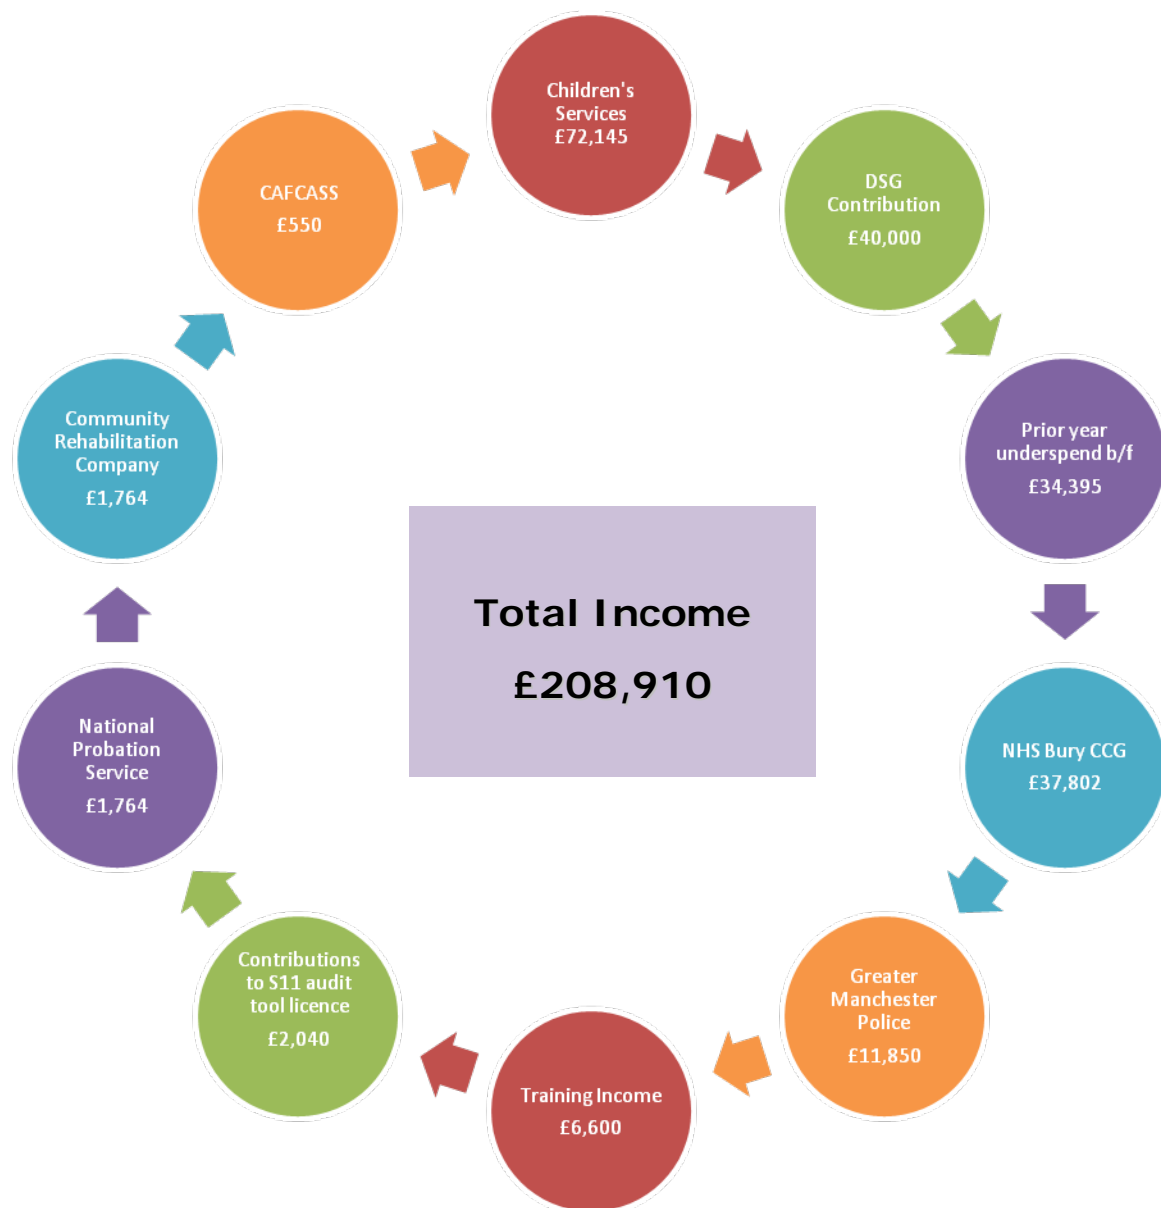 Children's
Services
£72,145
DSG
Contribution
£40,000
Prior year
underspend b/f
£34,395
NHS Bury CCG
£37,802
Greater
Manchester
Police
£11,850
Training Income
£6,600
Contributions
to S11 audit
tool licence
£2,040
National
Probation
Service
£1,764
Community
Rehabilitation
Company
£1,764
CAFCASS
£550
Total Income
£208,910